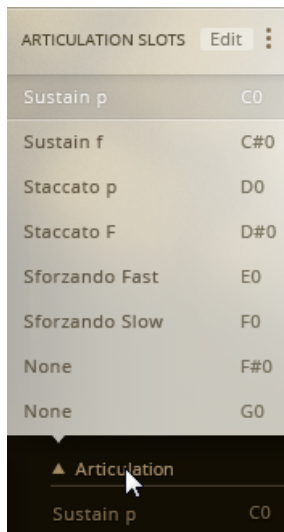 ARTICULATION SLOTS Edit
Sustain p C0
Sustain f C#0
Staccato p D0
Staccato F D#0
Sforzando Fast E0
Sforzando Slow F0
None F#0
None G0
Articulation
Sustain p C0